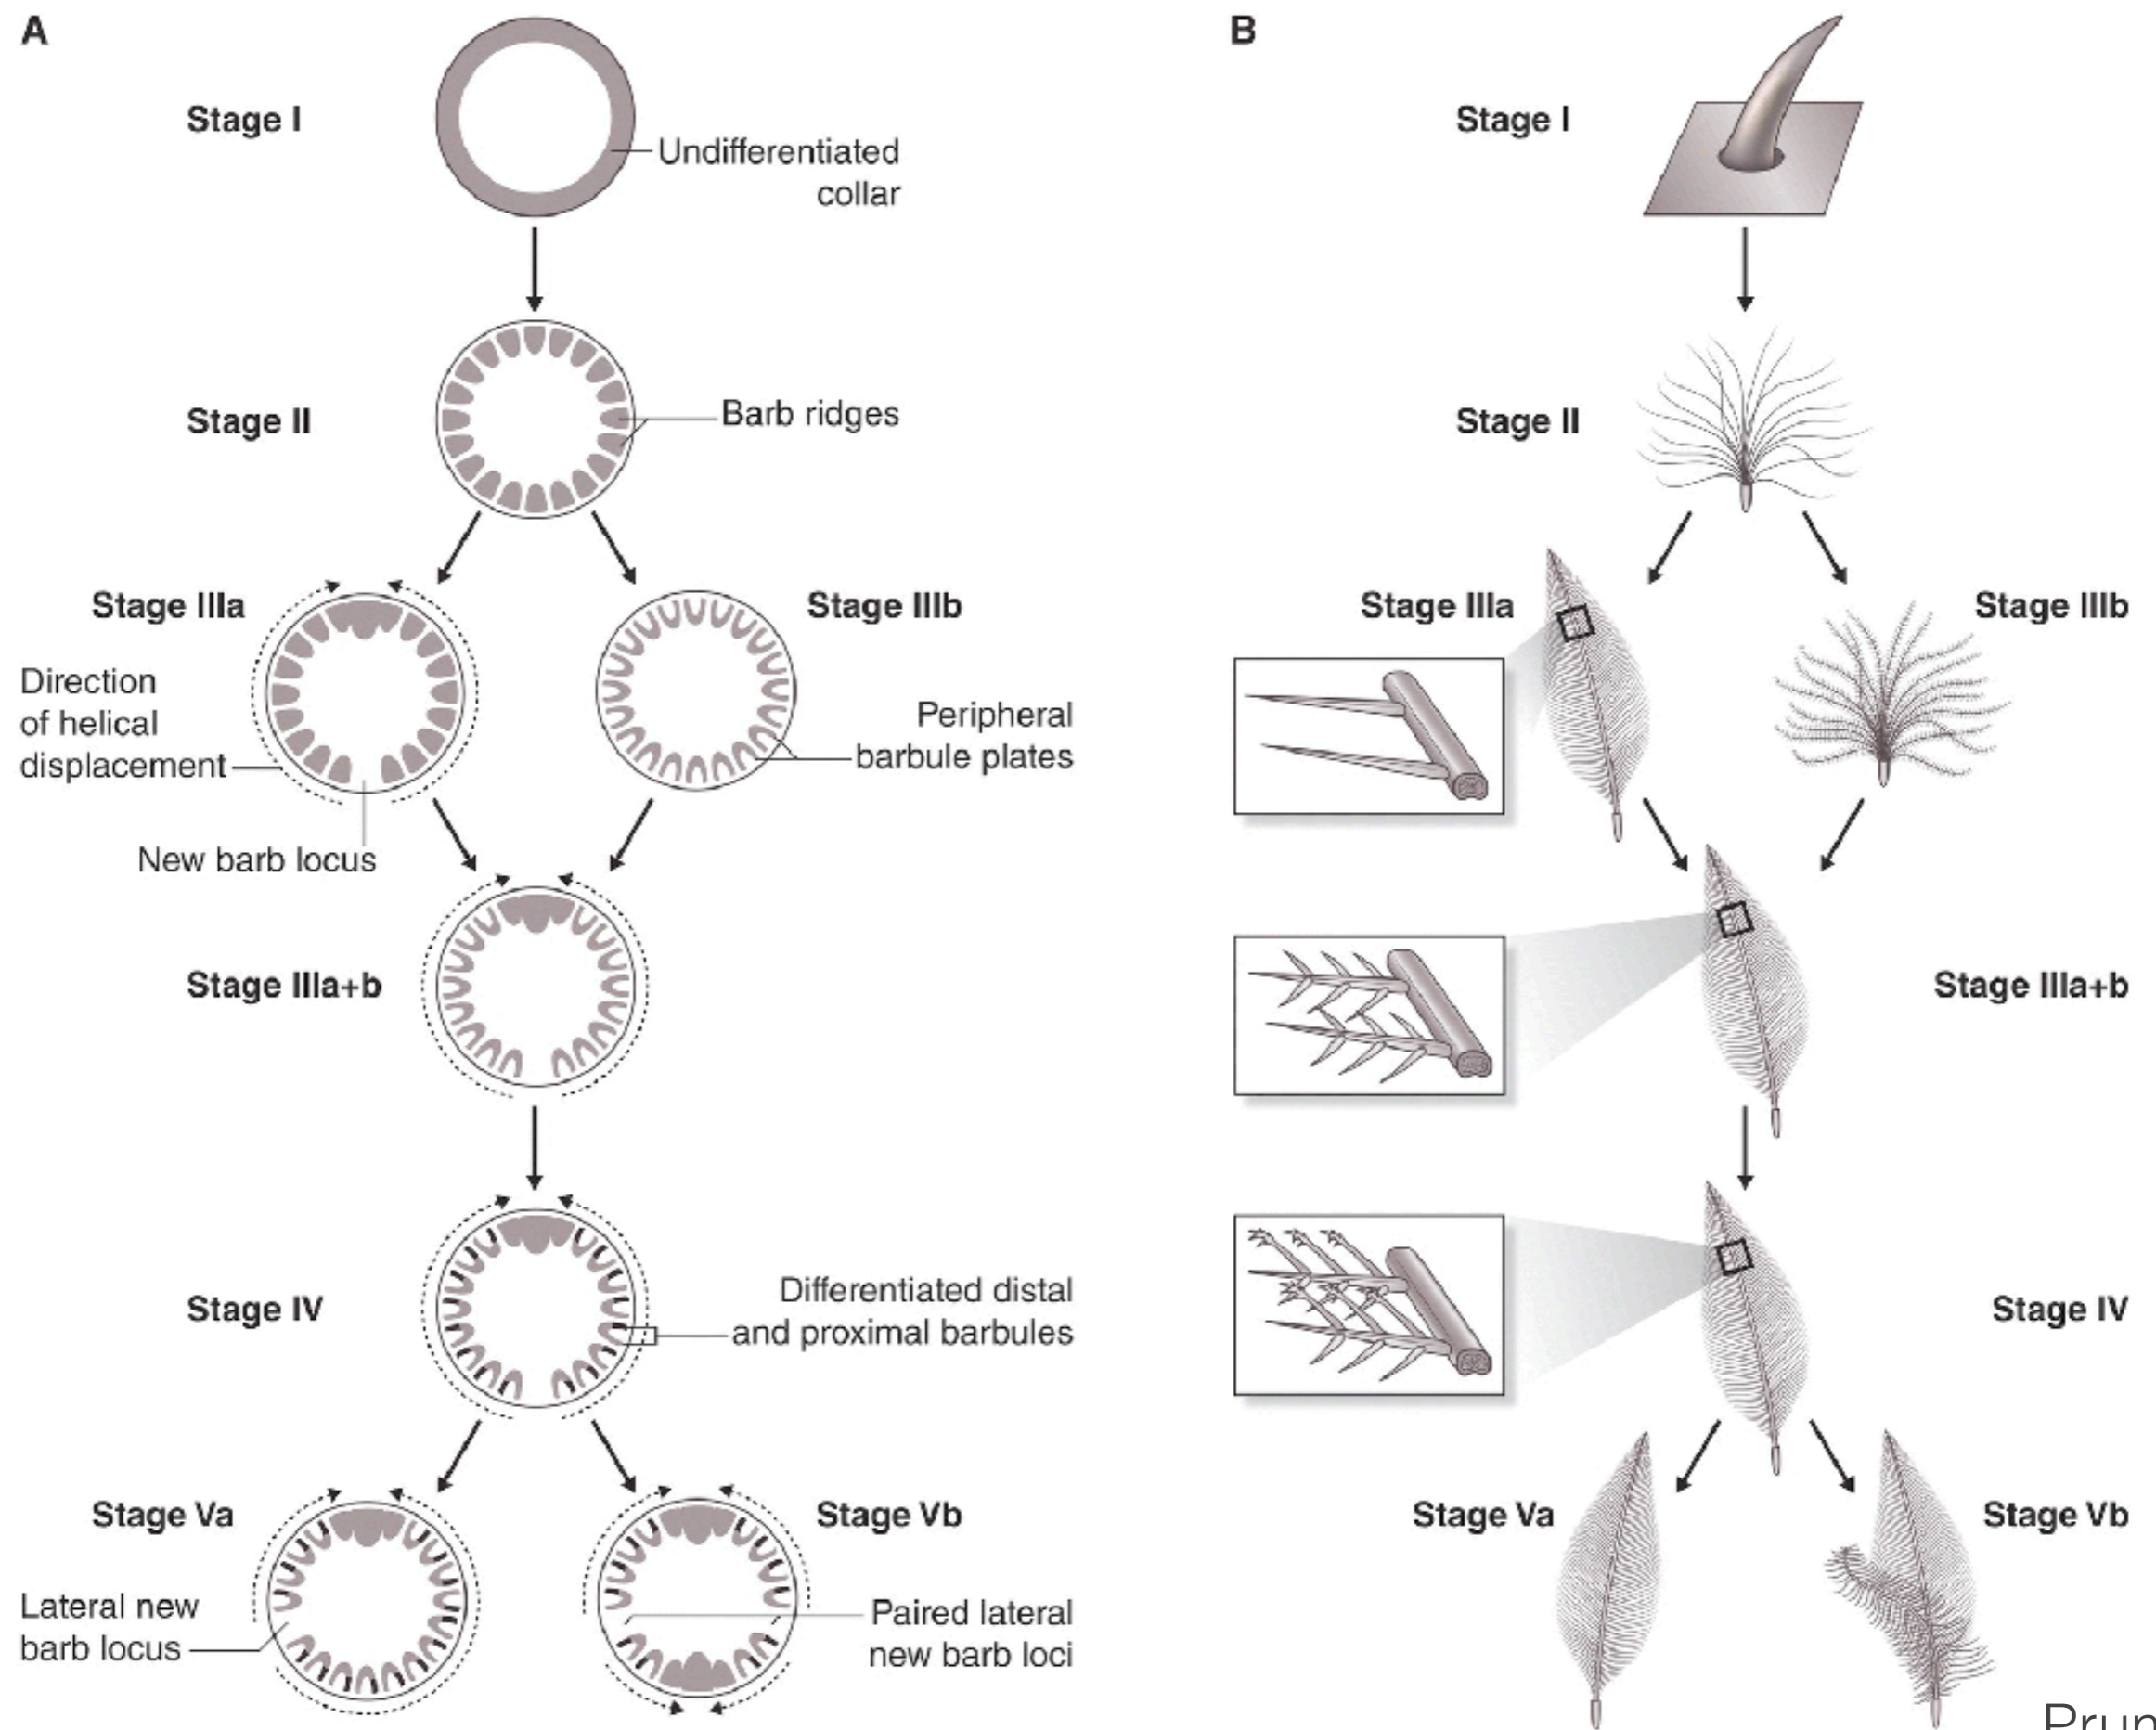 A
Stage I
Undifferentiated
collar
Stage II
Barb ridges
Stage IIIa
Stage IIIb
Direction
of helical
displacement
Peripheral
barbule plates
New barb locus
Stage IIIa+b
Stage IV
Differentiated distal
and proximal barbules
Stage Va
Stage Vb
Lateral new
barb locus
Paired lateral
new barb loci
B
Stage I
Stage II
Stage IIIa
Stage IIIb
Stage IIIa+b
Stage IV
Stage Va
Stage Vb